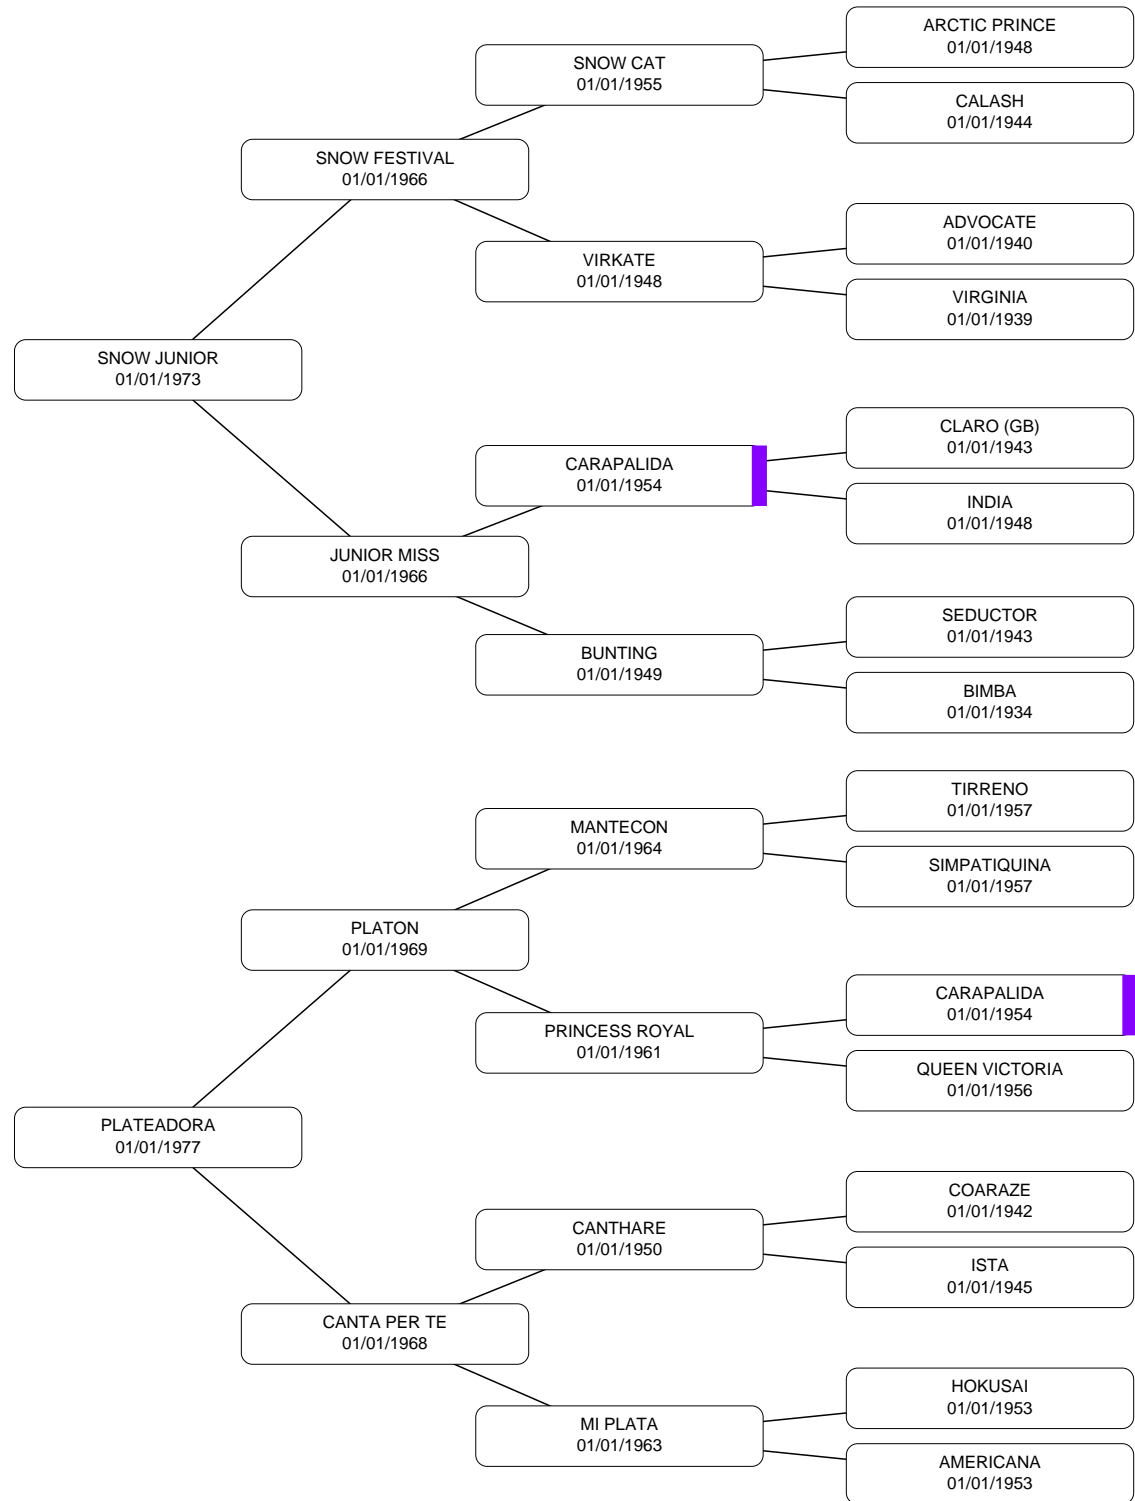 ARCTIC PRINCE
01/01/1948
SNOW CAT
01/01/1955
CALASH
01/01/1944
SNOW FESTIVAL
01/01/1966
ADVOCATE
01/01/1940
VIRKATE
01/01/1948
VIRGINIA
01/01/1939
SNOW JUNIOR
01/01/1973
CLARO (GB)
01/01/1943
CARAPALIDA
01/01/1954
INDIA
01/01/1948
JUNIOR MISS
01/01/1966
SEDUCTOR
01/01/1943
BUNTING
01/01/1949
BIMBA
01/01/1934
TIRRENO
01/01/1957
MANTECON
01/01/1964
SIMPATIQUINA
01/01/1957
PLATON
01/01/1969
CARAPALIDA
01/01/1954
PRINCESS ROYAL
01/01/1961
QUEEN VICTORIA
01/01/1956
PLATEADORA
01/01/1977
COARAZE
01/01/1942
CANTHARE
01/01/1950
ISTA
01/01/1945
CANTA PER TE
01/01/1968
HOKUSAI
01/01/1953
MI PLATA
01/01/1963
AMERICANA
01/01/1953